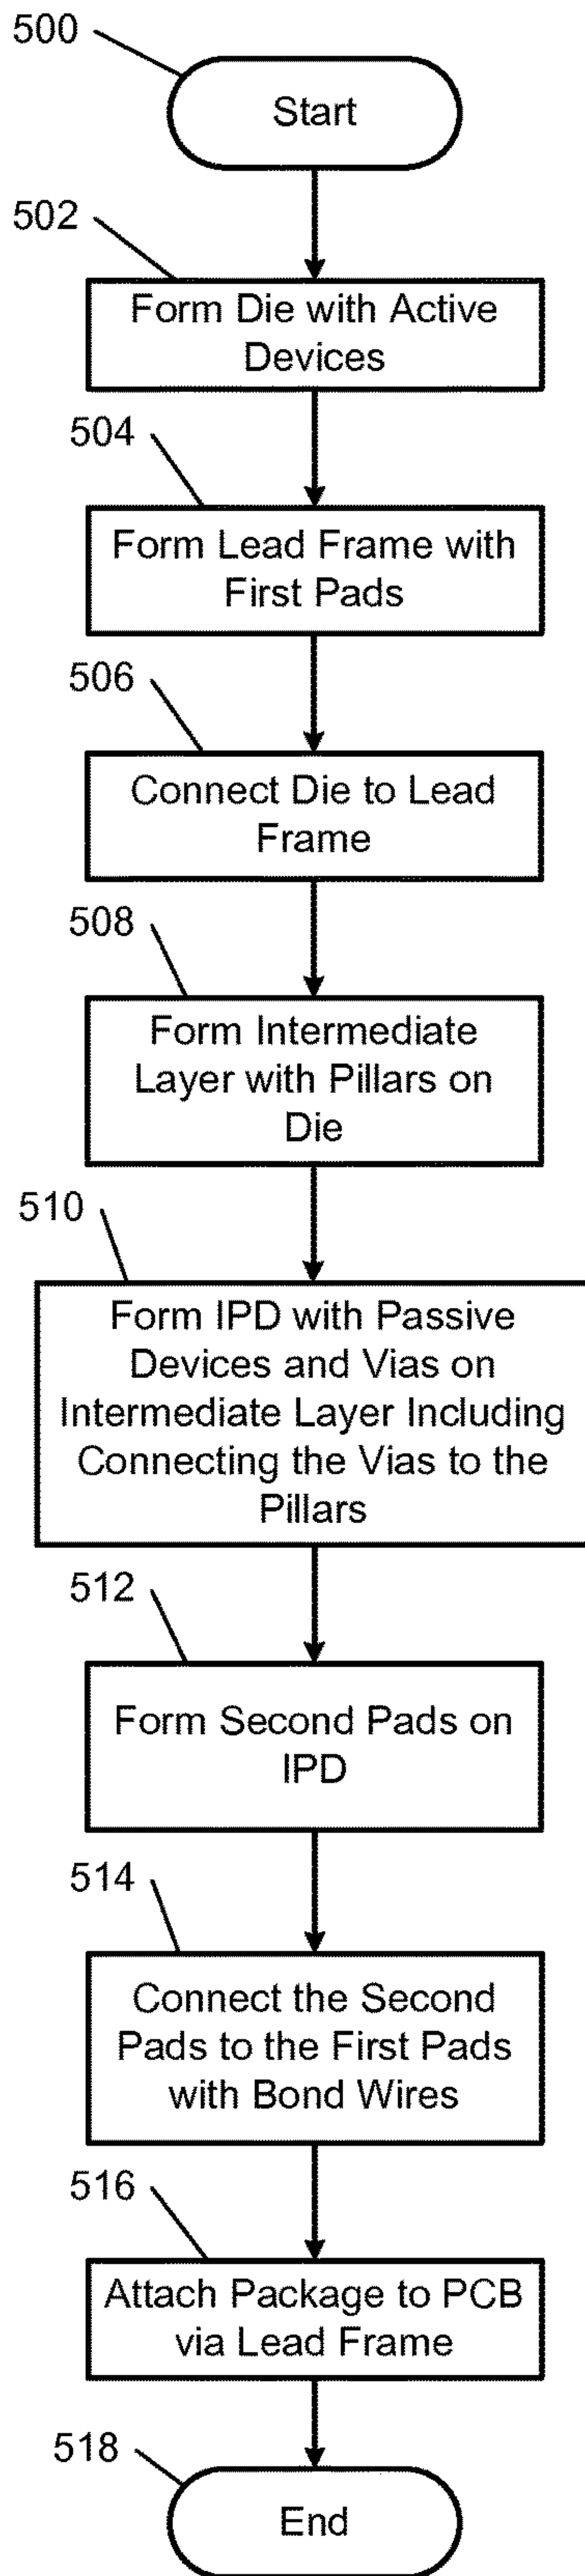 500
Start
502
Form Die with Active
Devices
504
Form Lead Frame with
First Pads
506
Connect Die to Lead
Frame
508
Form Intermediate
Layer with Pillars on
Die
510
Form IPD with Passive
Devices and Vias on
Intermediate Layer Including
Connecting the Vias to the
Pillars
512
Form Second Pads on
IPD
514
Connect the Second
Pads to the First Pads
with Bond Wires
516
Attach Package to PCB
via Lead Frame
518
End